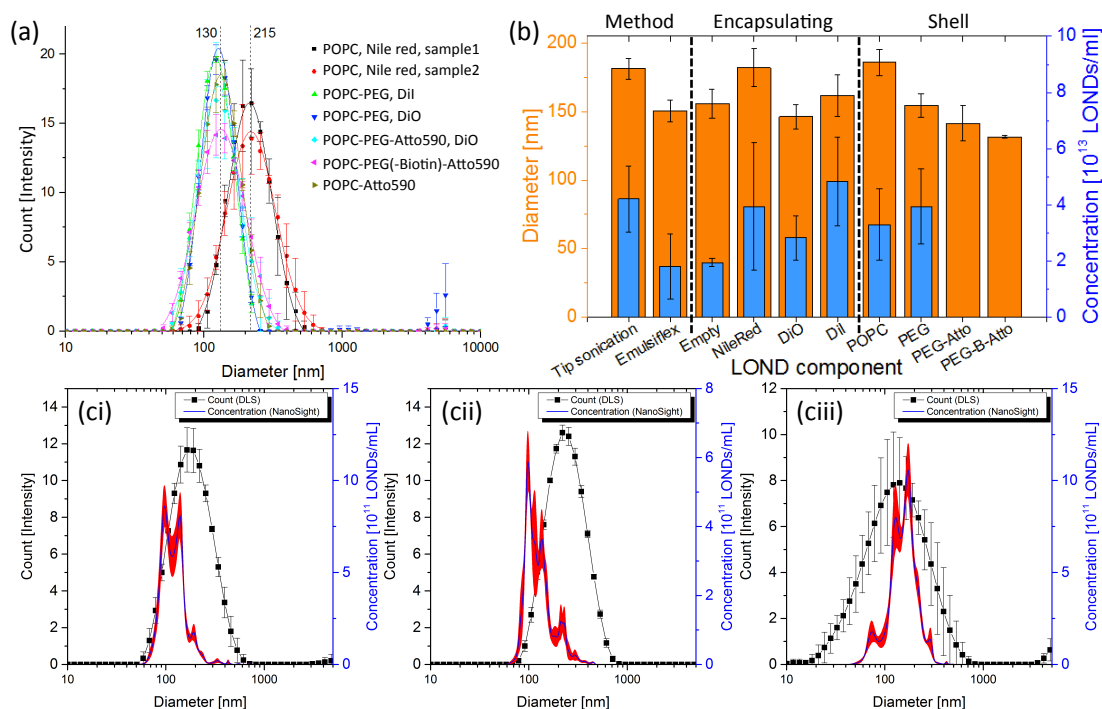 (a)
130
215
POPC, Nile red, sample1
POPC, Nile red, sample2
POPC-PEG, DiI
POPC-PEG, DiO
POPC-PEG-Atto590, DiO
POPC-PEG(-Biotin)-Atto590
POPC-Atto590
20
15
10
5
0
Count [Intensity]
10 100 1000 10000
Diameter [nm]
(b)
Method Encapsulating Shell
200
150
100
50
0
Diameter [nm]
10
8
6
4
2
0
Concentration [10¹³ LONDs/ml]
Tip sonication Emulsiflex Empty NileRed DiO DiI POPC PEG PEG-Atto PEG-B-Atto
LOND component
(ci)
Count (DLS)
Concentration (NanoSight)
14
12
10
8
6
4
2
0
Count [Intensity]
15
10
5
0
Concentration [10¹¹ LONDs/mL]
10 100 1000
Diameter [nm]
(cii)
Count (DLS)
Concentration (NanoSight)
14
12
10
8
6
4
2
0
Count [Intensity]
8
7
6
5
4
3
2
1
0
Concentration [10¹¹ LONDs/mL]
10 100 1000
Diameter [nm]
(ciii)
Count (DLS)
Concentration (NanoSight)
12
10
8
6
4
2
0
Count [Intensity]
15
10
5
0
Concentration [10¹¹ LONDs/mL]
10 100 1000
Diameter [nm]